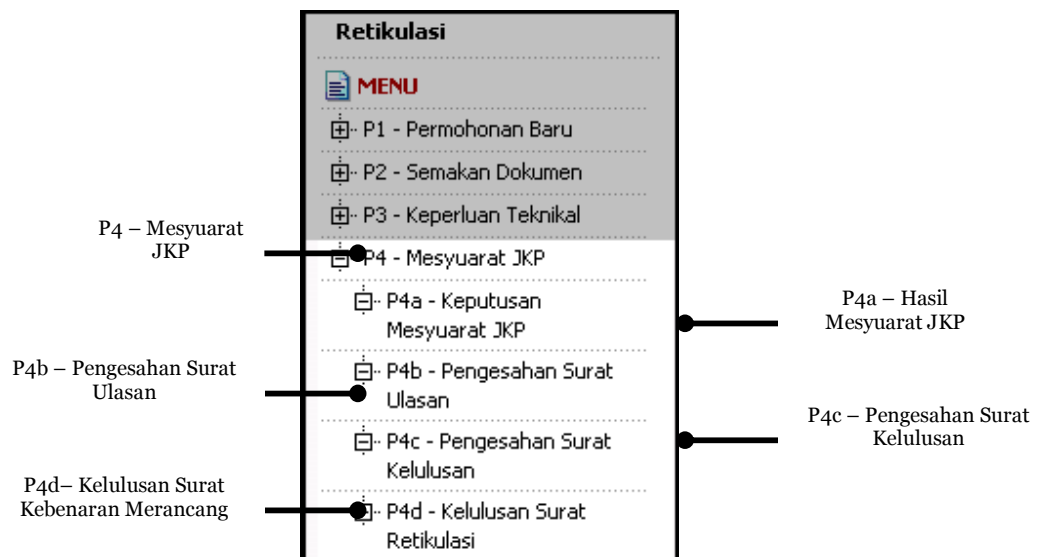 Retikulasi
MENU
P1 - Permohonan Baru
P2 - Semakan Dokumen
P3 - Keperluan Teknikal
P4 – Mesyuarat
JKP
P4 - Mesyuarat JKP
P4a - Keputusan
Mesyuarat JKP
P4a – Hasil
Mesyuarat JKP
P4b – Pengesahan Surat
Ulasan
P4b - Pengesahan Surat
Ulasan
P4c - Pengesahan Surat
Kelulusan
P4c – Pengesahan Surat
Kelulusan
P4d– Kelulusan Surat
Kebenaran Merancang
P4d - Kelulusan Surat
Retikulasi